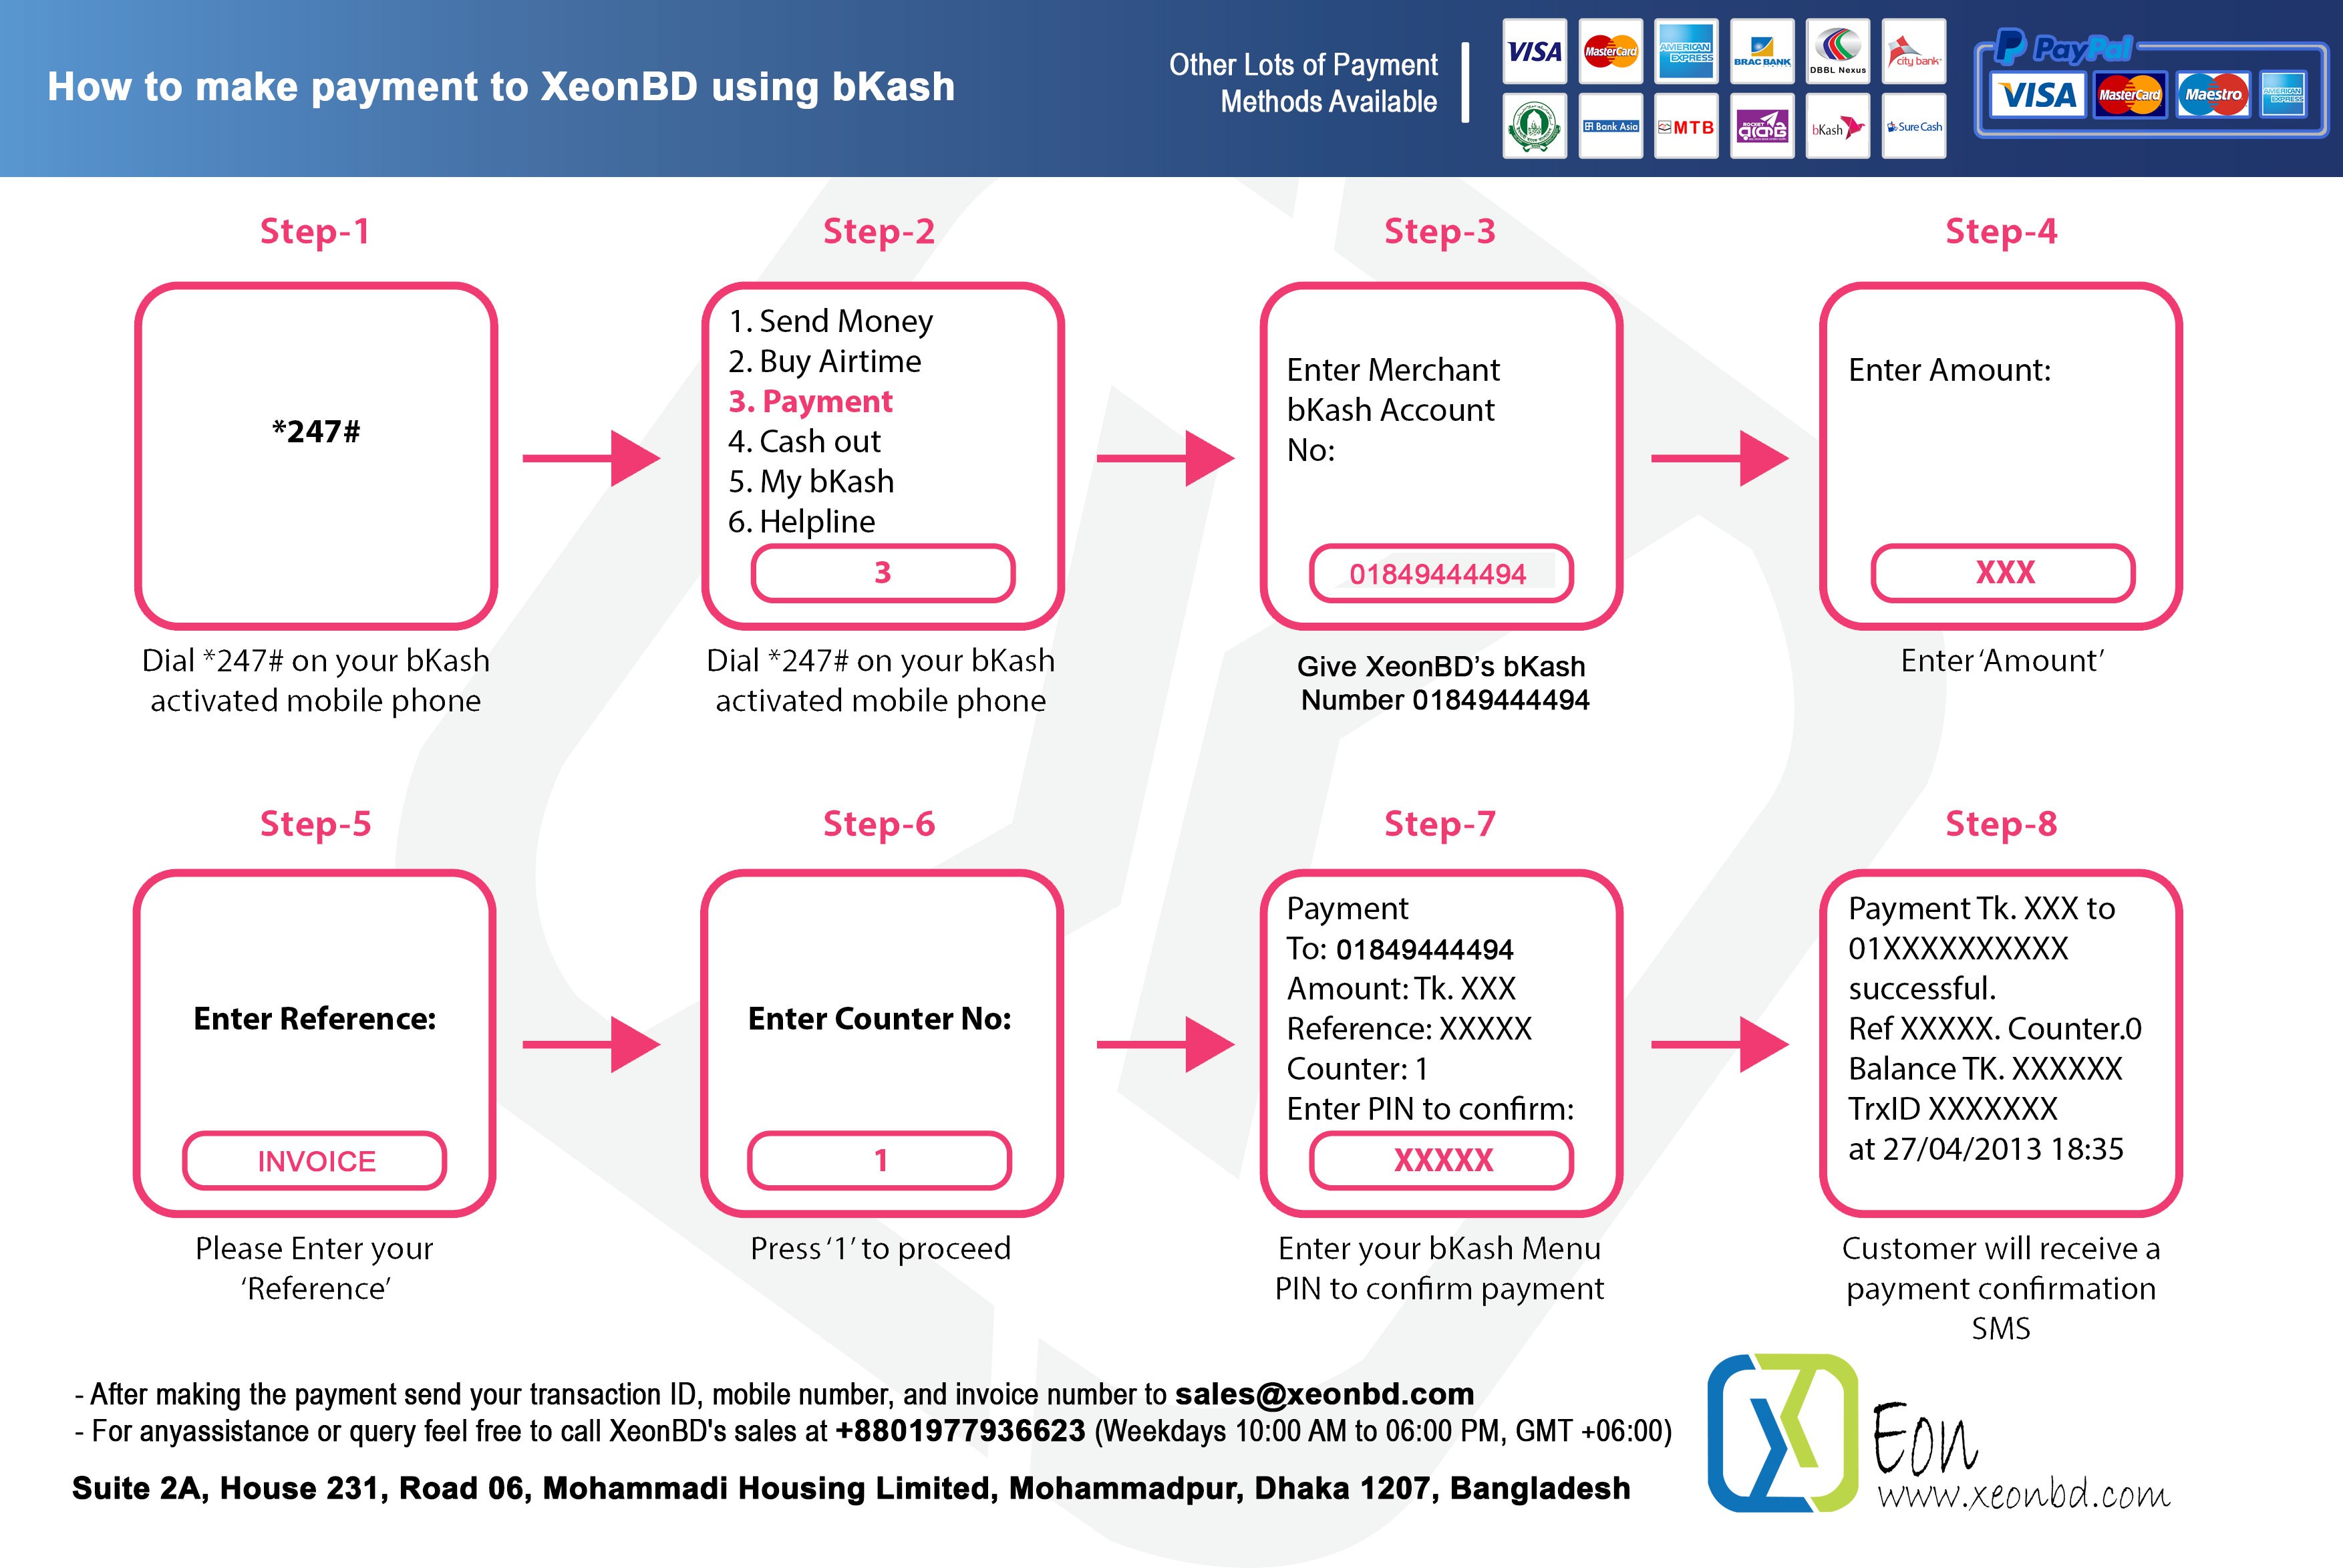 How to make payment to XeonBD using bKash
Other Lots of Payment
Methods Available
VISA
MasterCard
AMERICAN
EXPRESS
BRAC BANK
DBBL Nexus
city bank
Bank Asia
MTB
ROCKET
রকেট
bKash
Sure Cash
PayPal
VISA
MasterCard
Maestro
AMERICAN
EXPRESS
Step-1
*247#
Dial *247# on your bKash
activated mobile phone
Step-2
1. Send Money
2. Buy Airtime
3. Payment
4. Cash out
5. My bKash
6. Helpline
3
Dial *247# on your bKash
activated mobile phone
Step-3
Enter Merchant
bKash Account
No:
01849444494
Give XeonBD’s bKash
Number 01849444494
Step-4
Enter Amount:
XXX
Enter ‘Amount’
Step-5
Enter Reference:
INVOICE
Please Enter your
‘Reference’
Step-6
Enter Counter No:
1
Press ‘1’ to proceed
Step-7
Payment
To: 01849444494
Amount: Tk. XXX
Reference: XXXXX
Counter: 1
Enter PIN to confirm:
XXXXX
Enter your bKash Menu
PIN to confirm payment
Step-8
Payment Tk. XXX to
01XXXXXXXXXX
successful.
Ref XXXXX. Counter.0
Balance TK. XXXXXX
TrxID XXXXXXX
at 27/04/2013 18:35
Customer will receive a
payment confirmation
SMS
- After making the payment send your transaction ID, mobile number, and invoice number to sales@xeonbd.com
- For anyassistance or query feel free to call XeonBD's sales at +8801977936623 (Weekdays 10:00 AM to 06:00 PM, GMT +06:00)
Suite 2A, House 231, Road 06, Mohammadi Housing Limited, Mohammadpur, Dhaka 1207, Bangladesh
Eon
www.xeonbd.com